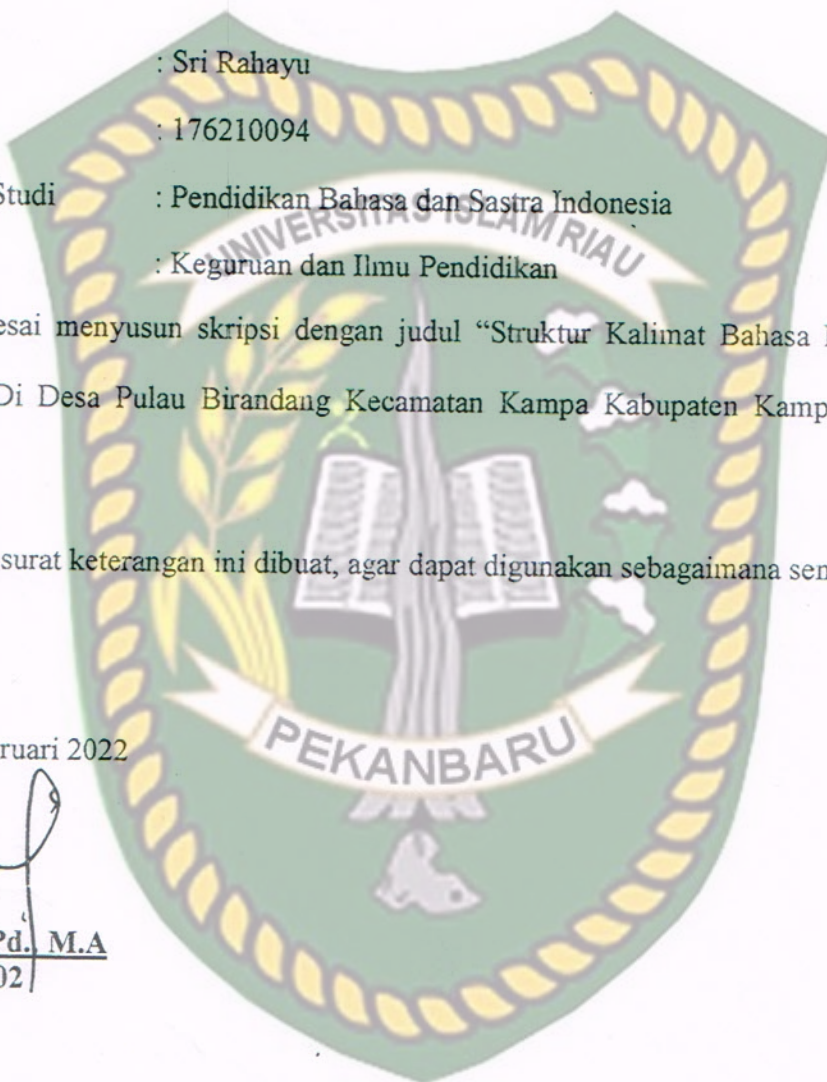 : Sri Rahayu
: 176210094
Studi : Pendidikan Bahasa dan Sastra Indonesia
UNIVERSITAS ISLAM RIAU
: Keguruan dan Ilmu Pendidikan
esai menyusun skripsi dengan judul “Struktur Kalimat Bahasa
Di Desa Pulau Birandang Kecamatan Kampa Kabupaten Kamp
surat keterangan ini dibuat, agar dapat digunakan sebagaimana
PEKANBARU
ruari 2022
Pd., M.A
02